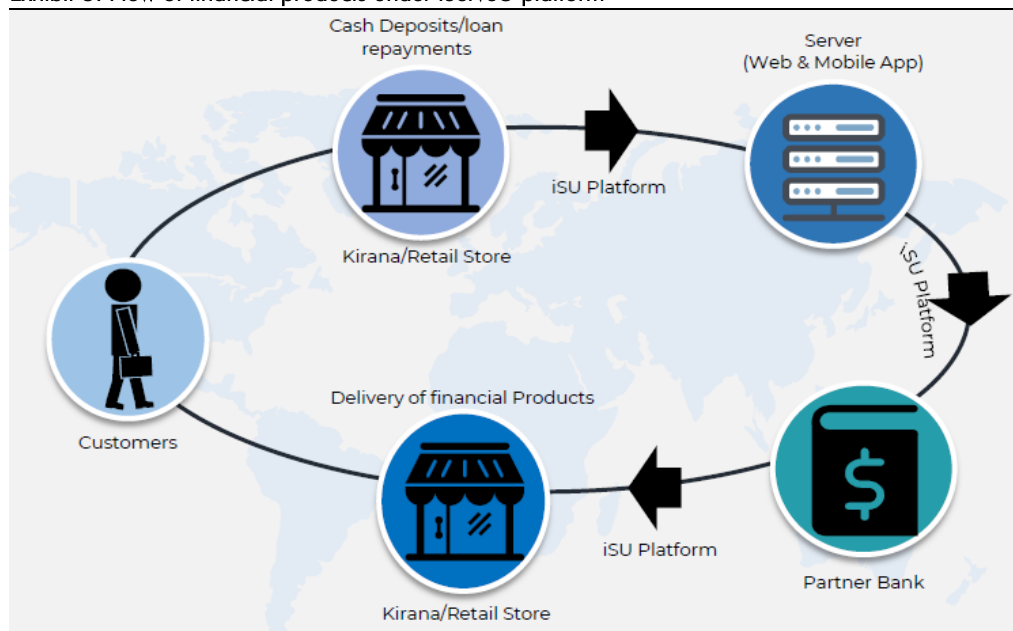 Cash Deposits/loan
repayments
Server
(Web & Mobile App)
iSU Platform
Kirana/Retail Store
iSU Platform
Delivery of financial Products
Customers
iSU Platform
Partner Bank
Kirana/Retail Store
$